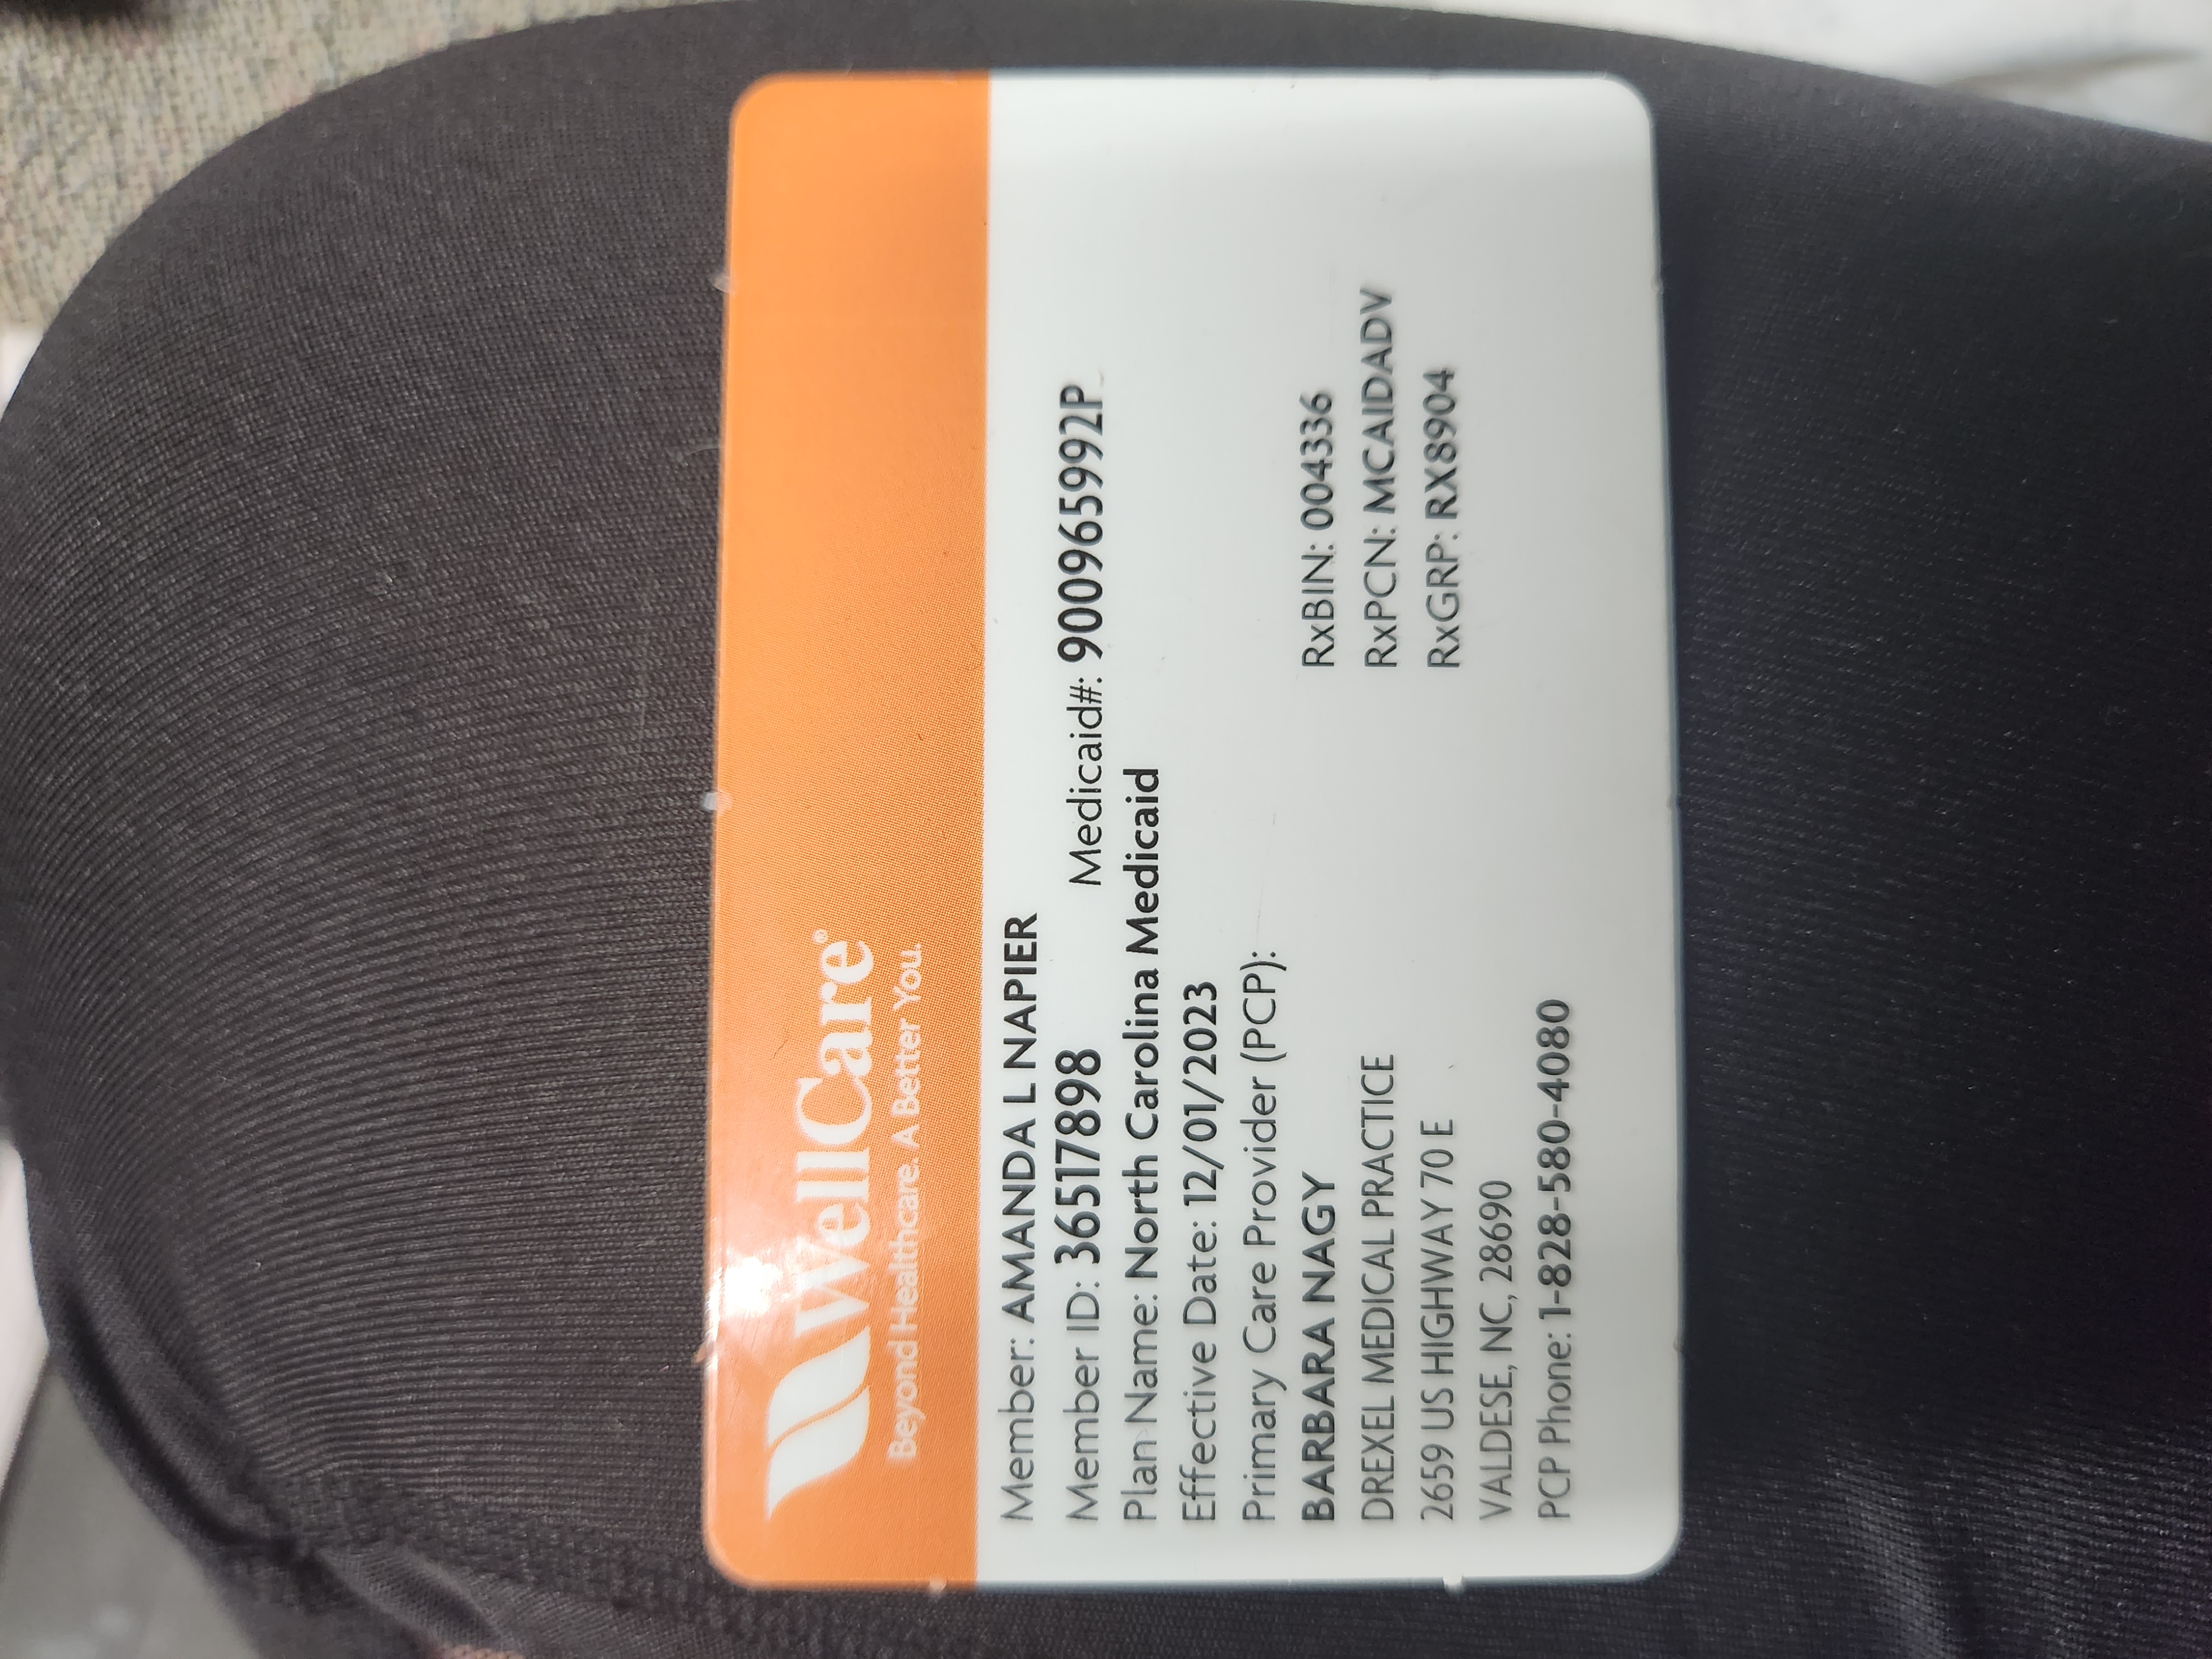 WellCare®
Beyond Healthcare. A Better You.
Member: AMANDA L NAPIER
Member ID: 36517898 Medicaid#: 900965992P
Plan Name: North Carolina Medicaid
Effective Date: 12/01/2023
Primary Care Provider (PCP):
BARBARA NAGY RxBIN: 004336
DREXEL MEDICAL PRACTICE RxPCN: MCAIDADV
2659 US HIGHWAY 70 E RxGRP: RX8904
VALDESE, NC, 28690
PCP Phone: 1-828-580-4080